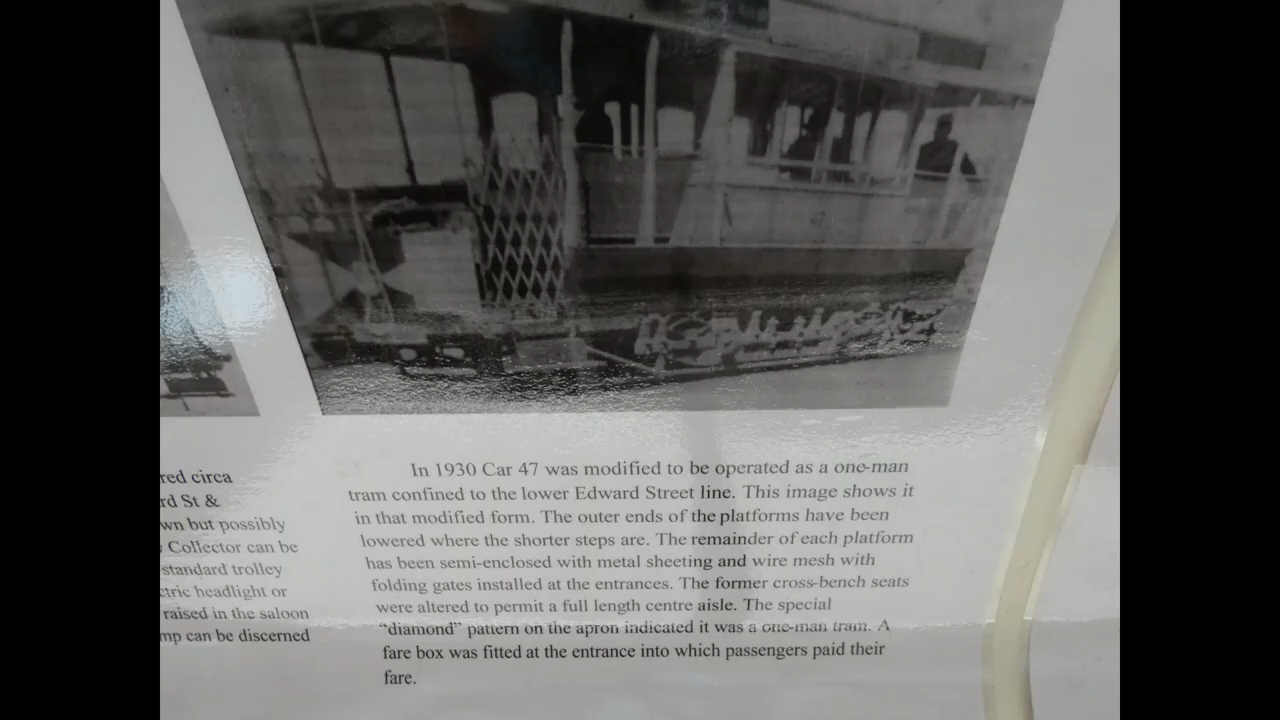 red circa
rd St &
wn but possibly
Collector can be
standard trolley
ctric headlight or
raised in the saloon
mp can be discerned
In 1930 Car 47 was modified to be operated as a one-man
tram confined to the lower Edward Street line. This image shows it
in that modified form. The outer ends of the platforms have been
lowered where the shorter steps are. The remainder of each platform
has been semi-enclosed with metal sheeting and wire mesh with
folding gates installed at the entrances. The former cross-bench seats
were altered to permit a full length centre aisle. The special
“diamond” pattern on the apron indicated it was a one-man tram. A
fare box was fitted at the entrance into which passengers paid their
fare.